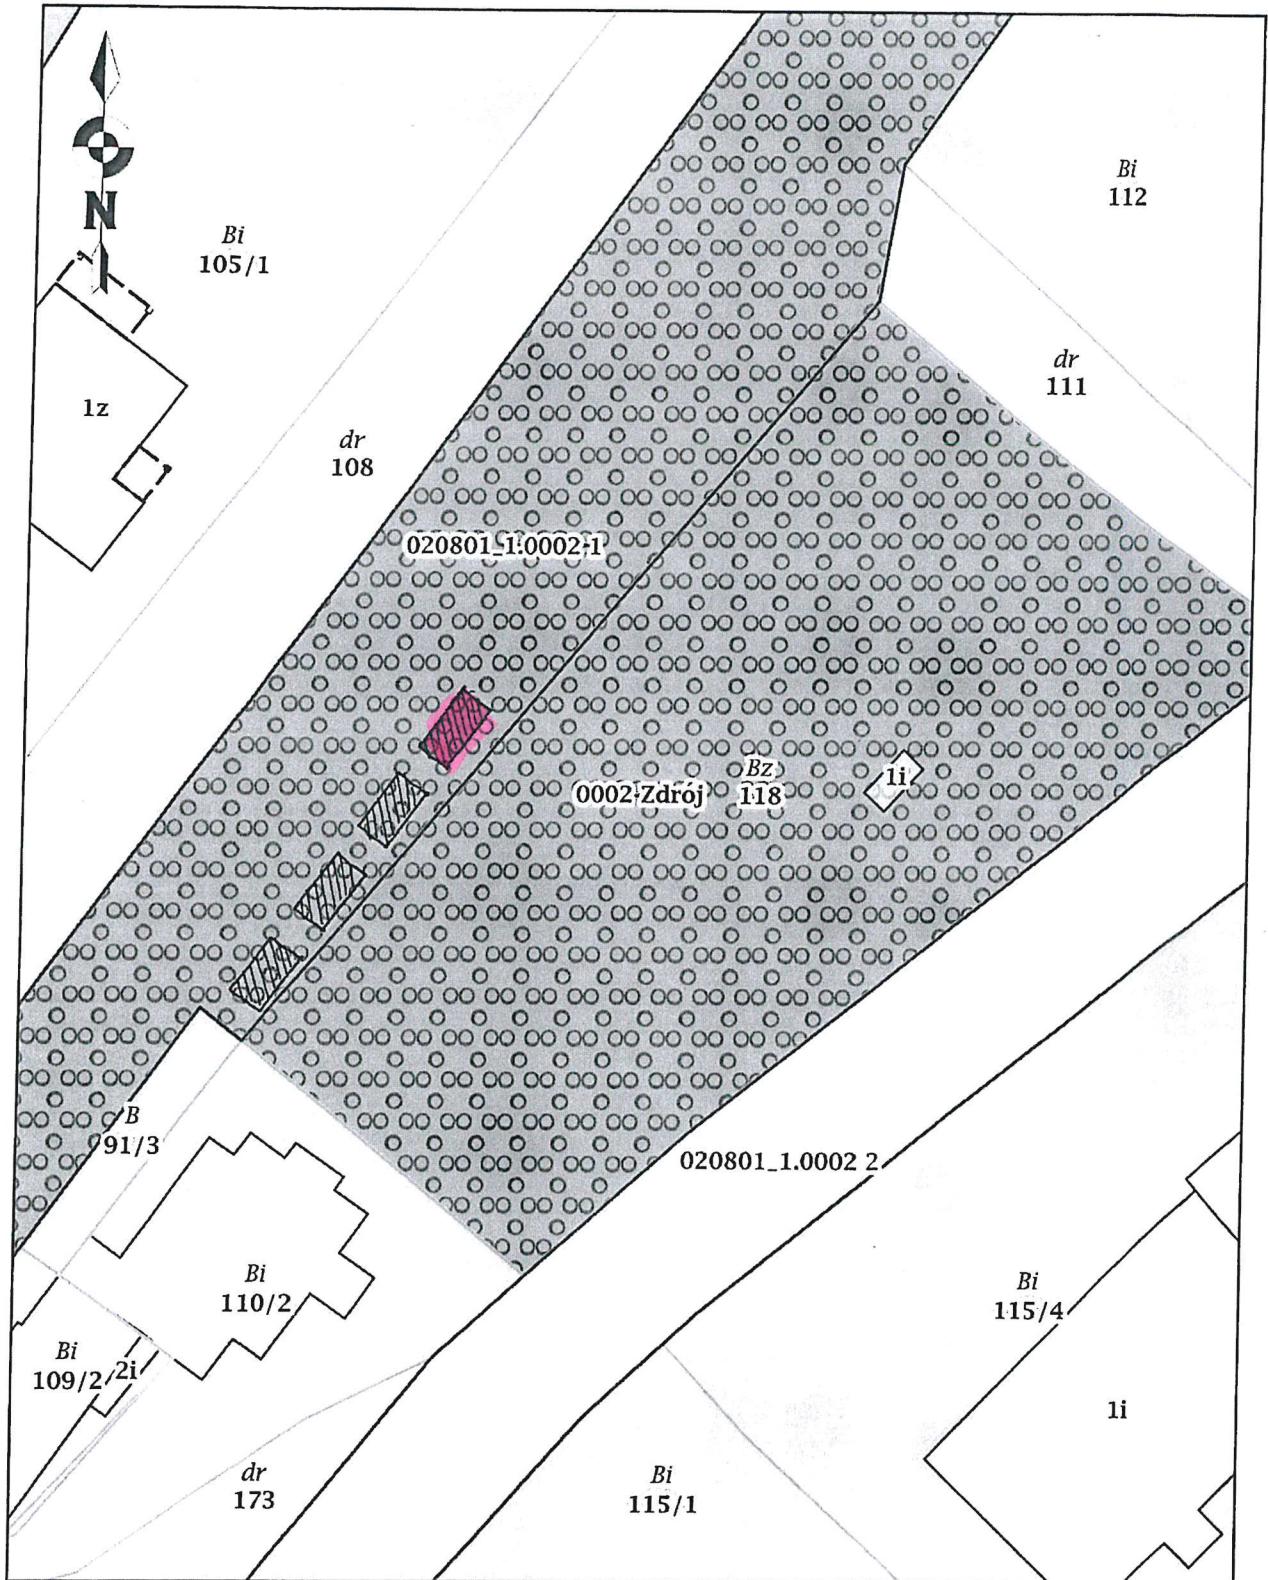 Bi
112
N
Bi
105/1
dr
111
1z
dr
108
020801_1.0002 1
Bz
118
1i
0002 Zdrój
B
91/3
020801_1.0002 2
Bi
110/2
Bi
115/4
Bi
109/2
2i
1i
dr
173
Bi
115/1